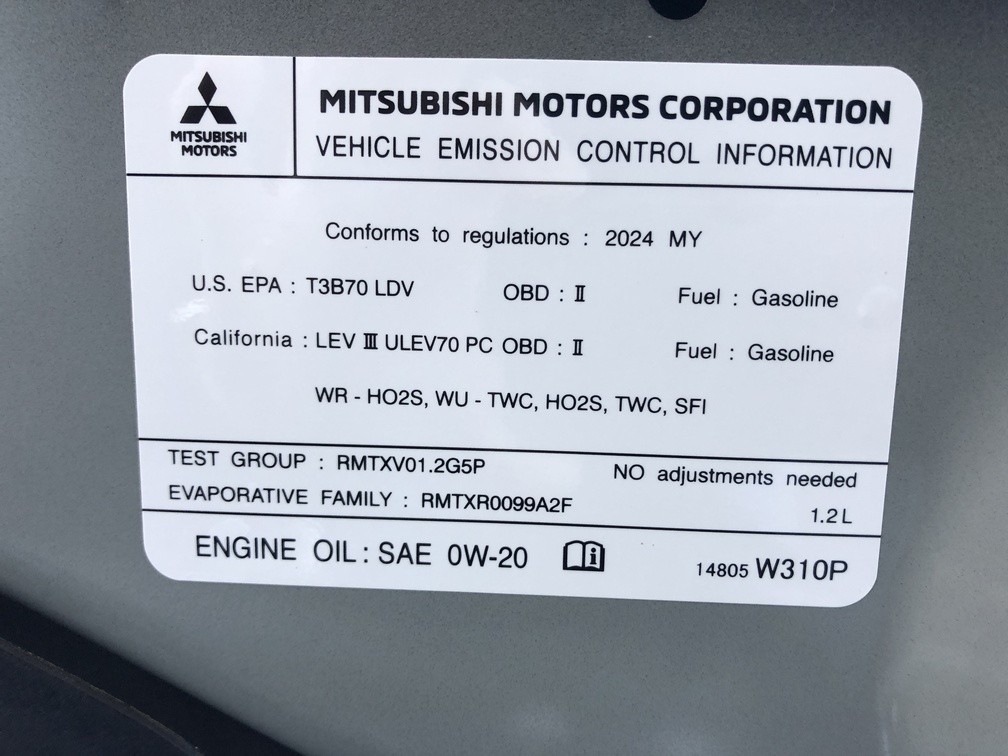 MITSUBISHI
MOTORS
MITSUBISHI MOTORS CORPORATION
VEHICLE EMISSION CONTROL INFORMATION
Conforms to regulations : 2024 MY
U.S. EPA : T3B70 LDV OBD : II Fuel : Gasoline
California : LEV III ULEV70 PC OBD : II Fuel : Gasoline
WR - HO2S, WU - TWC, HO2S, TWC, SFI
TEST GROUP : RMTXV01.2G5P NO adjustments needed
EVAPORATIVE FAMILY : RMTXR0099A2F 1.2 L
ENGINE OIL : SAE 0W-20 14805 W310P